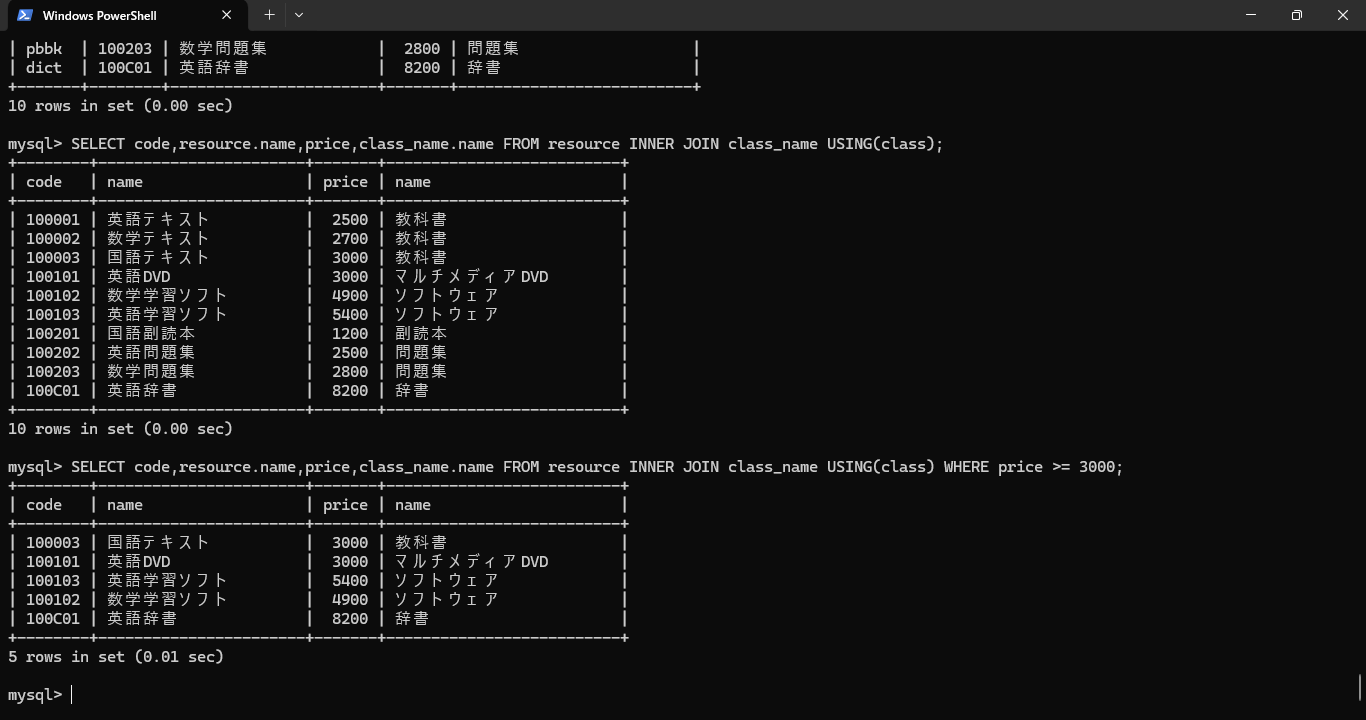 Windows PowerShell
| pbbk | 100203 | 数学問題集 | 2800 | 問題集 |
| dict | 100C01 | 英語辞書 | 8200 | 辞書 |
+-------+--------+------------------------+-------+--------------------------+
10 rows in set (0.00 sec)
mysql> SELECT code,resource.name,price,class_name.name FROM resource INNER JOIN class_name USING(class);
+--------+------------------------+-------+--------------------------+
| code | name | price | name |
+--------+------------------------+-------+--------------------------+
| 100001 | 英語テキスト | 2500 | 教科書 |
| 100002 | 数学テキスト | 2700 | 教科書 |
| 100003 | 国語テキスト | 3000 | 教科書 |
| 100101 | 英語DVD | 3000 | マルチメディアDVD |
| 100102 | 数学学習ソフト | 4900 | ソフトウェア |
| 100103 | 英語学習ソフト | 5400 | ソフトウェア |
| 100201 | 国語副読本 | 1200 | 副読本 |
| 100202 | 英語問題集 | 2500 | 問題集 |
| 100203 | 数学問題集 | 2800 | 問題集 |
| 100C01 | 英語辞書 | 8200 | 辞書 |
+--------+------------------------+-------+--------------------------+
10 rows in set (0.00 sec)
mysql> SELECT code,resource.name,price,class_name.name FROM resource INNER JOIN class_name USING(class) WHERE price >= 3000;
+--------+------------------------+-------+--------------------------+
| code | name | price | name |
+--------+------------------------+-------+--------------------------+
| 100003 | 国語テキスト | 3000 | 教科書 |
| 100101 | 英語DVD | 3000 | マルチメディアDVD |
| 100103 | 英語学習ソフト | 5400 | ソフトウェア |
| 100102 | 数学学習ソフト | 4900 | ソフトウェア |
| 100C01 | 英語辞書 | 8200 | 辞書 |
+--------+------------------------+-------+--------------------------+
5 rows in set (0.01 sec)
mysql>